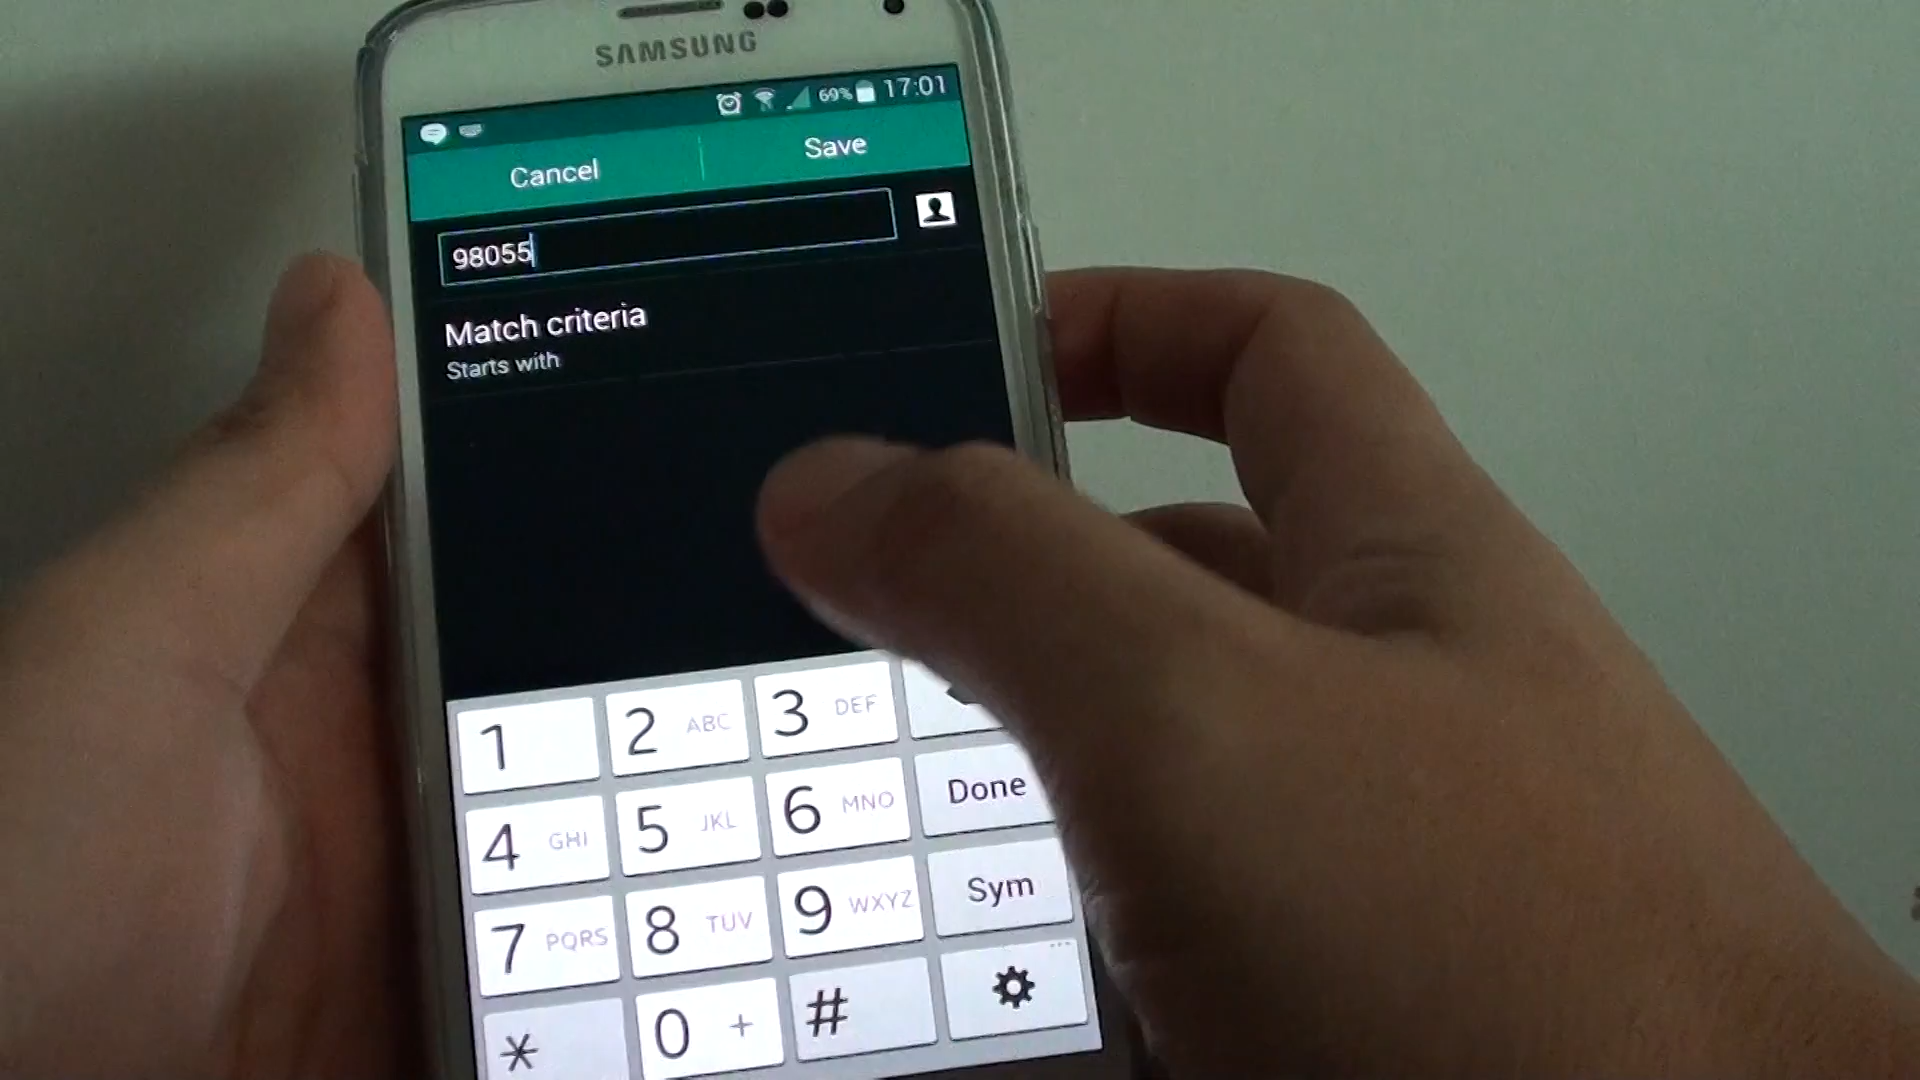 SAMSUNG
69% 17:01
Cancel Save
98055
Match criteria
Starts with
1 2 ABC 3 DEF
4 GHI 5 JKL 6 MNO Done
7 PQRS 8 TUV 9 WXYZ Sym
* 0 + #